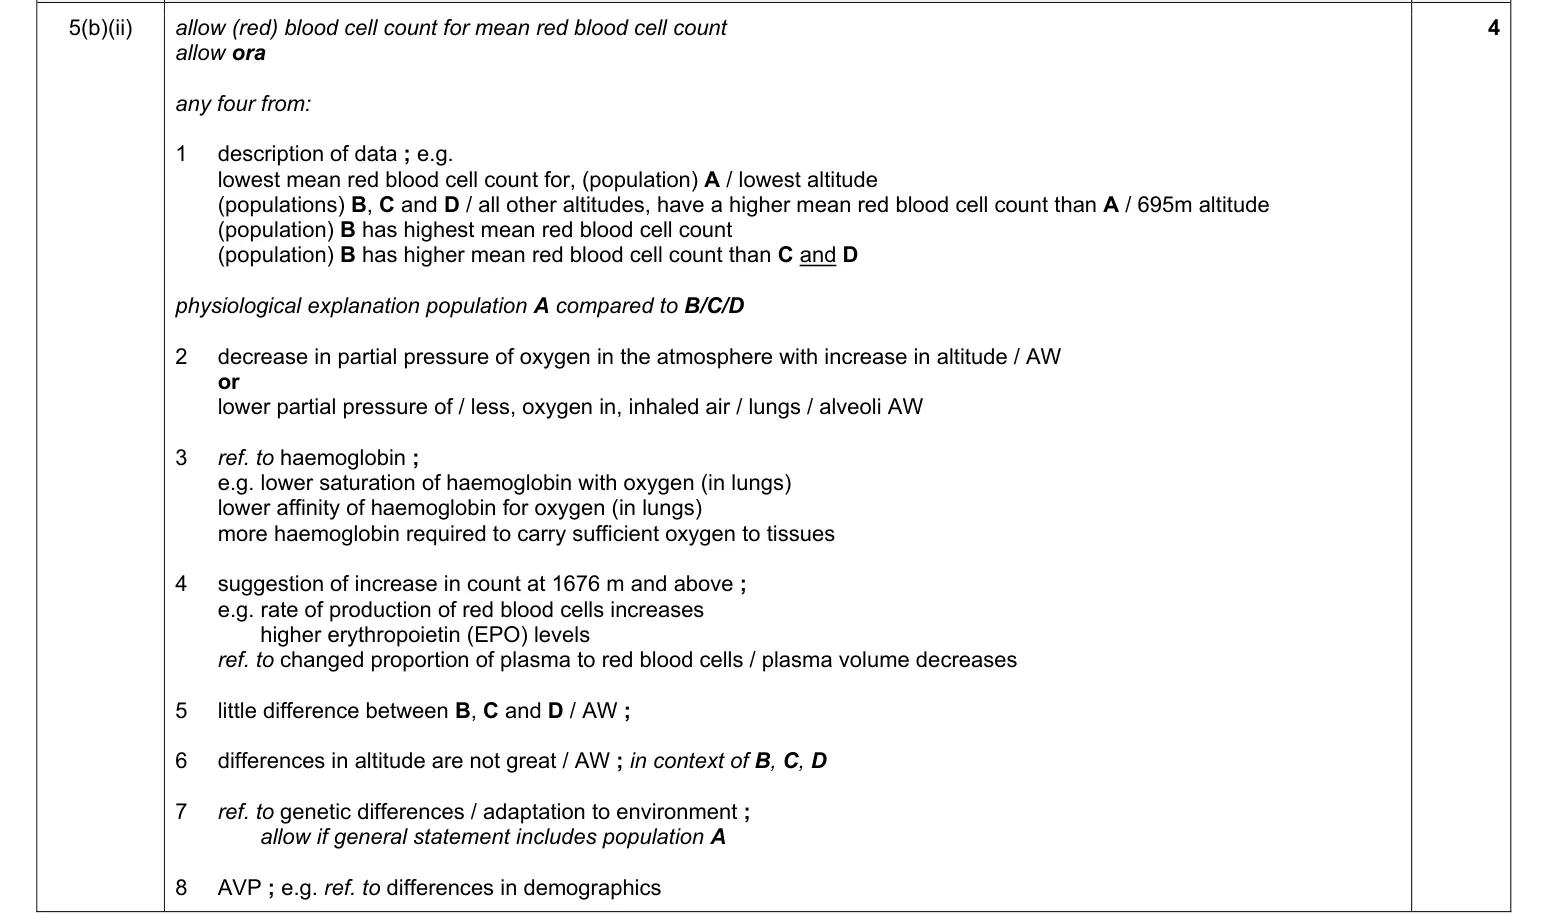 5(b)(ii) allow (red) blood cell count for mean red blood cell count 4
allow ora
any four from:
1 description of data ; e.g.
lowest mean red blood cell count for, (population) A / lowest altitude
(populations) B, C and D / all other altitudes, have a higher mean red blood cell count than A / 695m altitude
(population) B has highest mean red blood cell count
(population) B has higher mean red blood cell count than C and D
physiological explanation population A compared to B/C/D
2 decrease in partial pressure of oxygen in the atmosphere with increase in altitude / AW
or
lower partial pressure of / less, oxygen in, inhaled air / lungs / alveoli AW
3 ref. to haemoglobin ;
e.g. lower saturation of haemoglobin with oxygen (in lungs)
lower affinity of haemoglobin for oxygen (in lungs)
more haemoglobin required to carry sufficient oxygen to tissues
4 suggestion of increase in count at 1676 m and above ;
e.g. rate of production of red blood cells increases
higher erythropoietin (EPO) levels
ref. to changed proportion of plasma to red blood cells / plasma volume decreases
5 little difference between B, C and D / AW ;
6 differences in altitude are not great / AW ; in context of B, C, D
7 ref. to genetic differences / adaptation to environment ;
allow if general statement includes population A
8 AVP ; e.g. ref. to differences in demographics